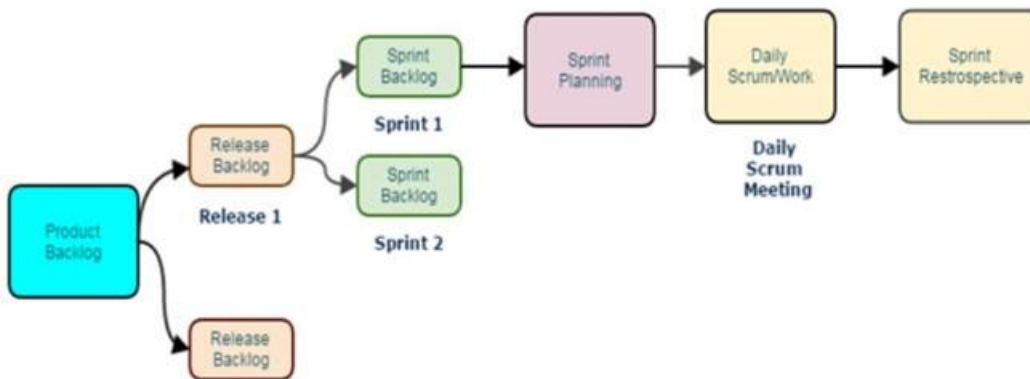 Sprint
Backlog
Sprint 1
Sprint
Planning
Daily
Scrum/Work
Daily
Scrum
Meeting
Sprint
Restrospective
Release
Backlog
Release 1
Sprint
Backlog
Sprint 2
Product
Backlog
Release
Backlog